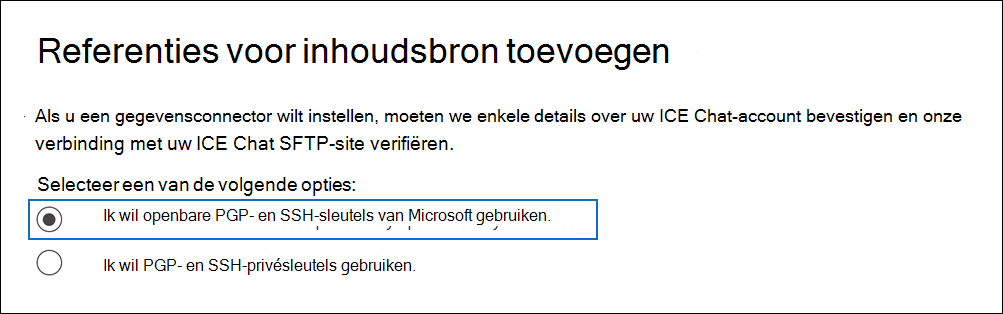 Referenties voor inhoudsbron toevoegen
Als u een gegevensconnector wilt instellen, moeten we enkele details over uw ICE Chat-account bevestigen en onze
verbinding met uw ICE Chat SFTP-site verifiëren.
Selecteer een van de volgende opties:
Ik wil openbare PGP- en SSH-sleutels van Microsoft gebruiken.
Ik wil PGP- en SSH-privésleutels gebruiken.